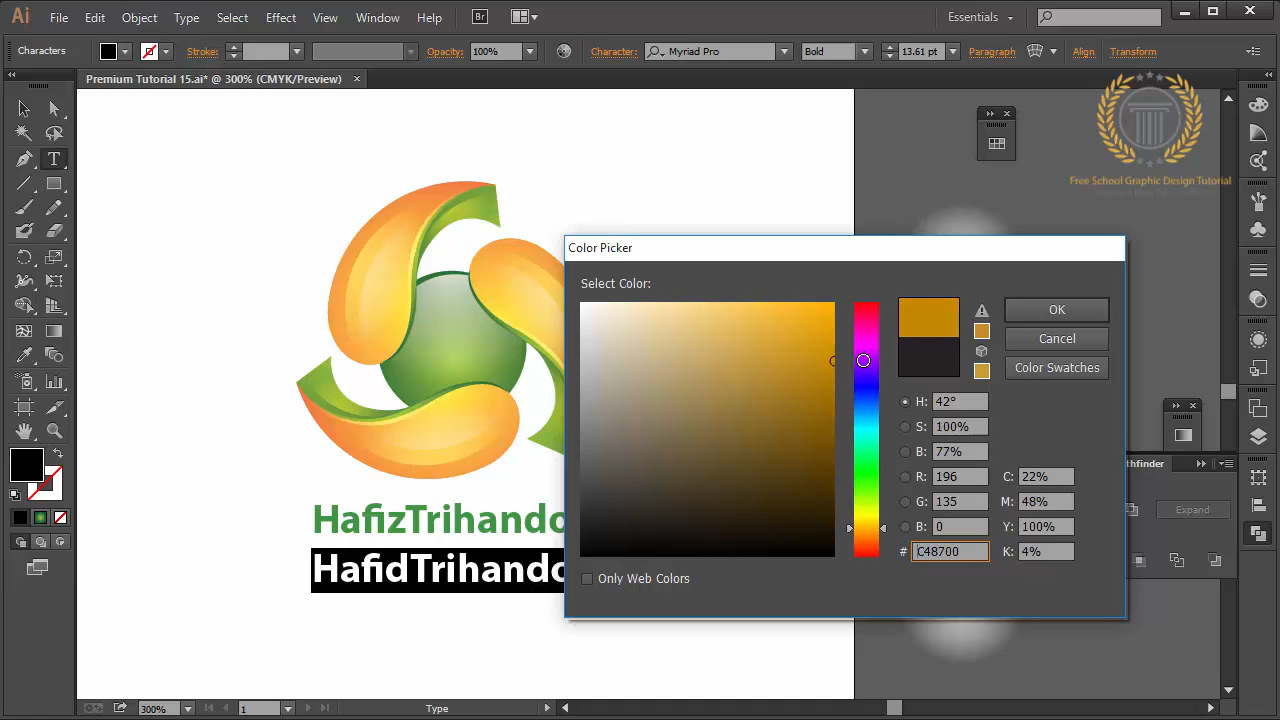 Ai File Edit Object Type Select Effect View Window Help Br Essentials
Characters Stroke: Opacity: 100% Character: Myriad Pro Bold 13.61 pt Paragraph Align Transform
Premium Tutorial 15.ai* @ 300% (CMYK/Preview) ×
T
Free School Graphic Design Tutorial
HafizTrihando
HafidTrihando
Color Picker
Select Color:
OK
Cancel
Color Swatches
H: 42°
S: 100%
B: 77%
R: 196 C: 22%
G: 135 M: 48%
B: 0 Y: 100%
# C48700 K: 4%
Only Web Colors
thfinder
Expand
300% 1 Type